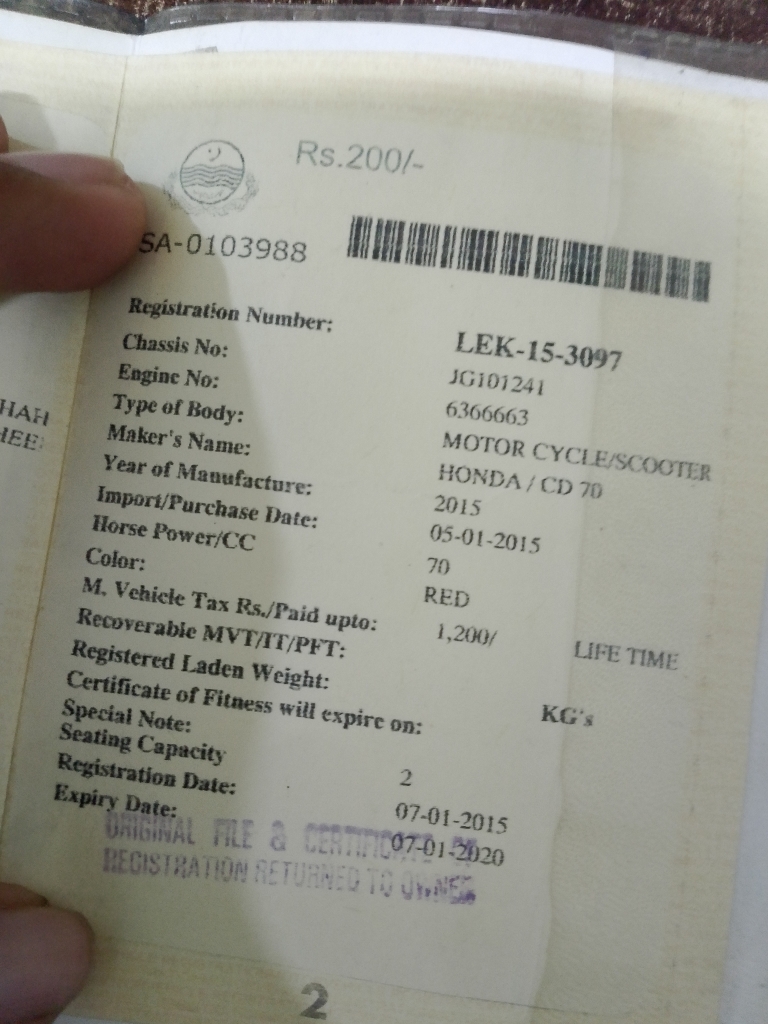 Rs.200/-
SA-0103988
Registration Number: LEK-15-3097
Chassis No: JG101241
Engine No: 6366663
Type of Body: MOTOR CYCLE/SCOOTER
Maker's Name: HONDA / CD 70
Year of Manufacture: 2015
Import/Purchase Date: 05-01-2015
Horse Power/CC 70
Color: RED
M. Vehicle Tax Rs./Paid upto: 1,200/ LIFE TIME
Recoverable MVT/IT/PFT:
Registered Laden Weight: KG's
Certificate of Fitness will expire on:
Special Note:
Seating Capacity 2
Registration Date: 07-01-2015
Expiry Date: 07-01-2020
ORIGINAL FILE & CERTIFICATE OF
REGISTRATION RETURNED TO OWNER
2